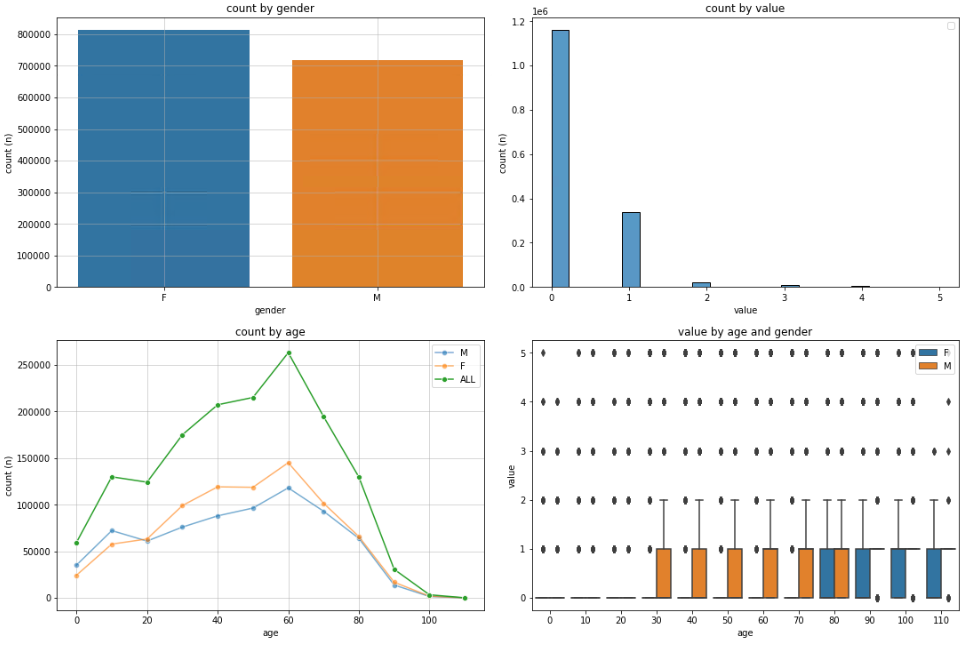 count by gender
800000
700000
600000
500000
400000
300000
200000
100000
0
count (n)
F
M
gender
count by value
1e6
1.2
1.0
0.8
0.6
0.4
0.2
0.0
count (n)
0
1
2
3
4
5
value
count by age
250000
200000
150000
100000
50000
0
count (n)
M
F
ALL
0
20
40
60
80
100
age
value by age and gender
5
4
3
2
1
0
value
F
M
0
10
20
30
40
50
60
70
80
90
100
110
age